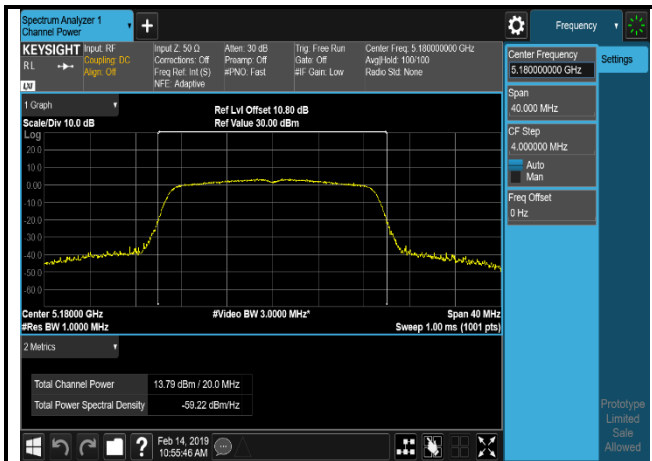 Spectrum Analyzer 1
Channel Power
+
Frequency
KEYSIGHT
RL
LXI
Input: RF
Coupling: DC
Align: Off
Input Z: 50 Ω
Corrections: Off
Freq Ref: Int (S)
NFE: Adaptive
Atten: 30 dB
Preamp: Off
#PNO: Fast
Trig: Free Run
Gate: Off
#IF Gain: Low
Center Freq: 5.180000000 GHz
Avg|Hold: 100/100
Radio Std: None
Center Frequency
5.180000000 GHz
Settings
Span
40.000 MHz
CF Step
4.000000 MHz
Auto
Man
Freq Offset
0 Hz
1 Graph
Scale/Div 10.0 dB
Ref Lvl Offset 10.80 dB
Ref Value 30.00 dBm
Log
20.0
10.0
0.00
-10.0
-20.0
-30.0
-40.0
-50.0
-60.0
Center 5.18000 GHz
#Res BW 1.0000 MHz
#Video BW 3.0000 MHz*
Span 40 MHz
Sweep 1.00 ms (1001 pts)
2 Metrics
Total Channel Power 13.79 dBm / 20.0 MHz
Total Power Spectral Density -59.22 dBm/Hz
Prototype
Limited
Sale
Allowed
?
Feb 14, 2019
10:55:46 AM